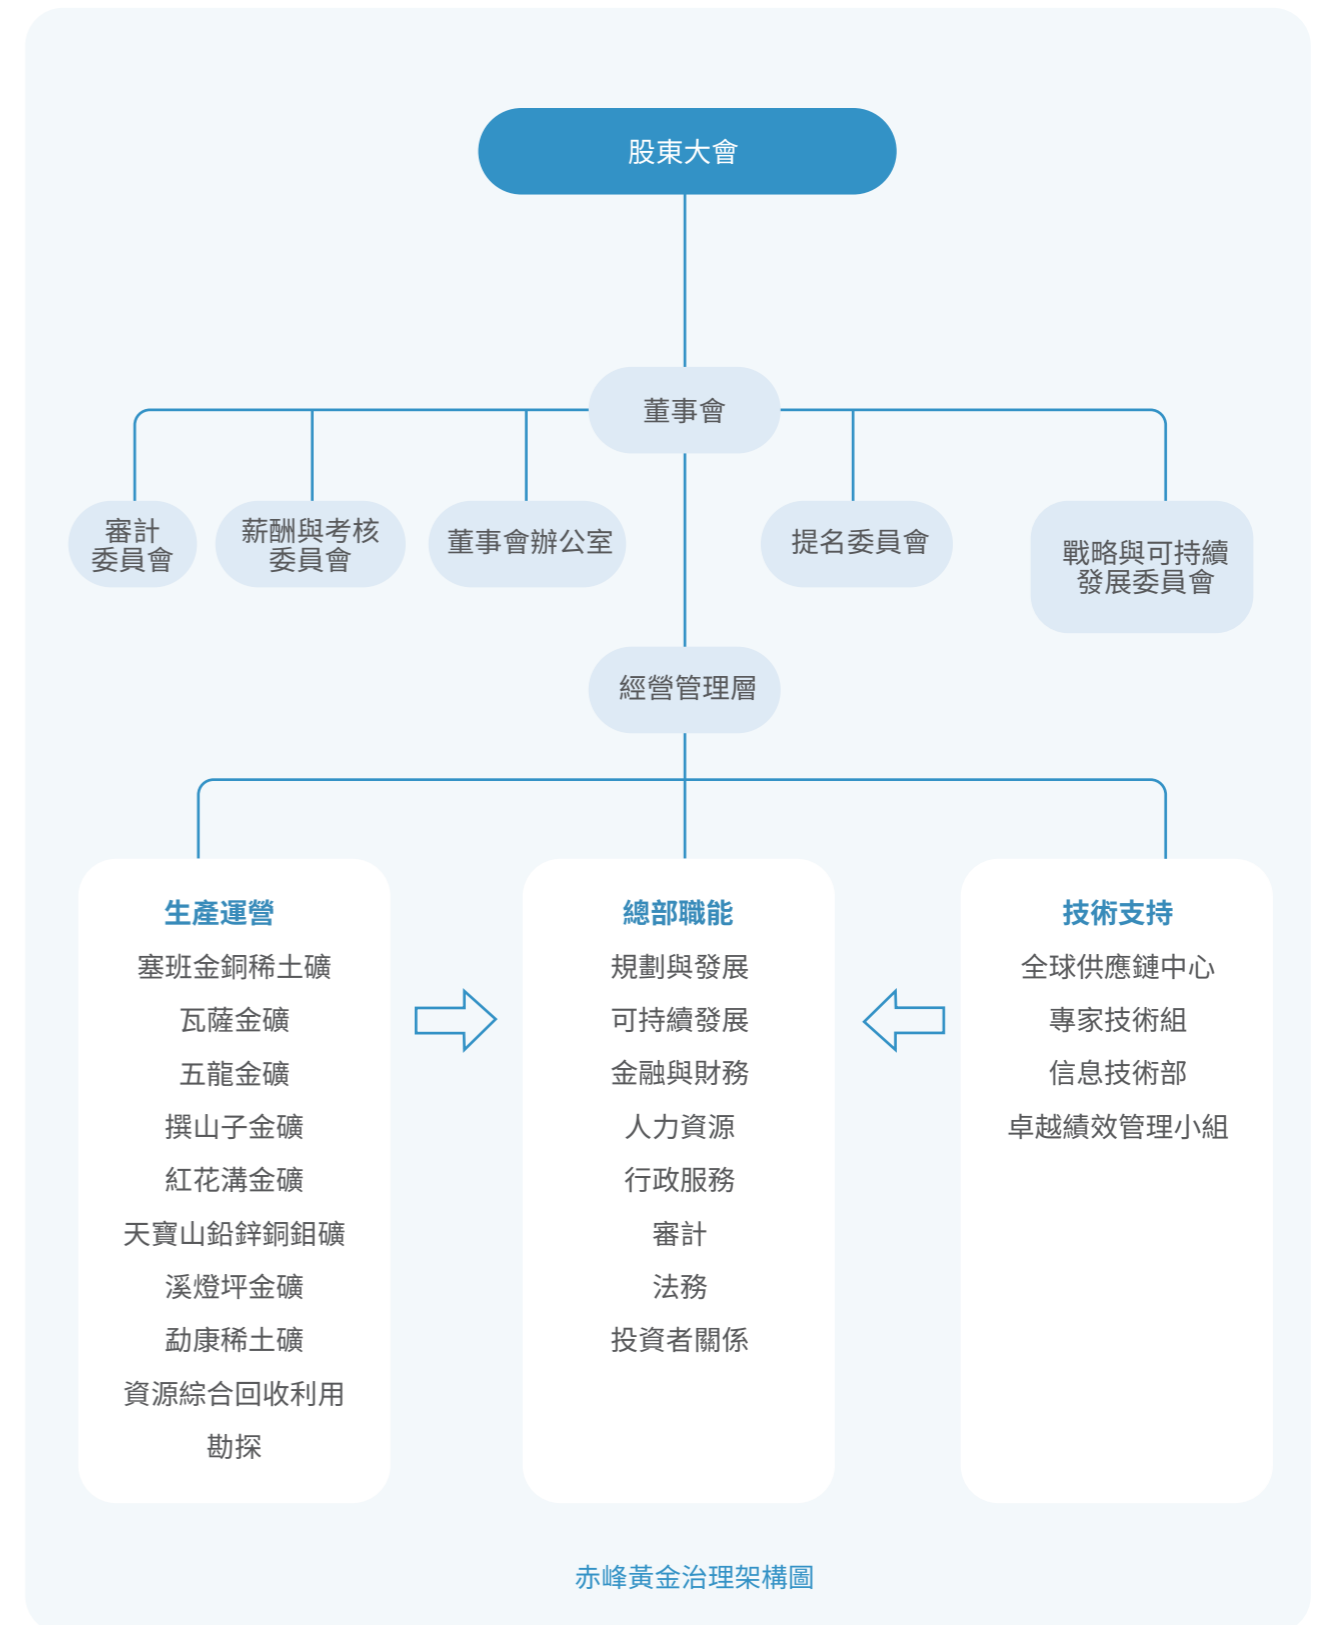 股東大會
董事會
審計
委員會
薪酬與考核
委員會
董事會辦公室
提名委員會
戰略與可持續
發展委員會
經營管理層
生產運營
塞班金銅稀土礦
瓦薩金礦
五龍金礦
撰山子金礦
紅花溝金礦
天寶山鉛鋅銅鉬礦
溪燈坪金礦
勐康稀土礦
資源綜合回收利用
勘探
總部職能
規劃與發展
可持續發展
金融與財務
人力資源
行政服務
審計
法務
投資者關係
技術支持
全球供應鏈中心
專家技術組
信息技術部
卓越績效管理小組
赤峰黃金治理架構圖